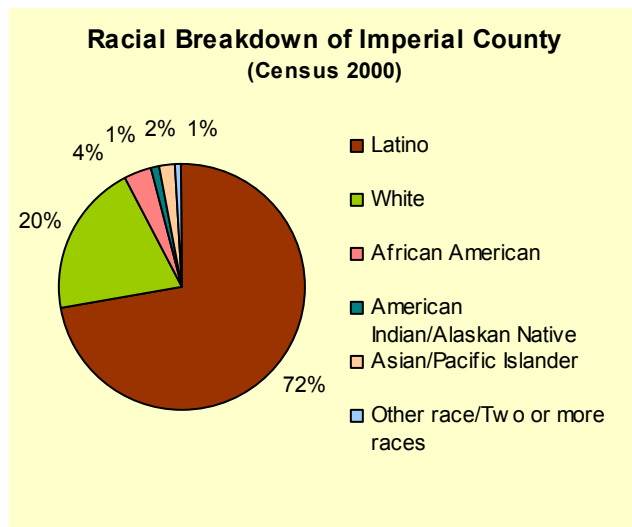 Racial Breakdown of Imperial County
(Census 2000)
1% 2% 1%
4%
20%
72%
Latino
White
African American
American
Indian/Alaskan Native
Asian/Pacific Islander
Other race/Two or more
races